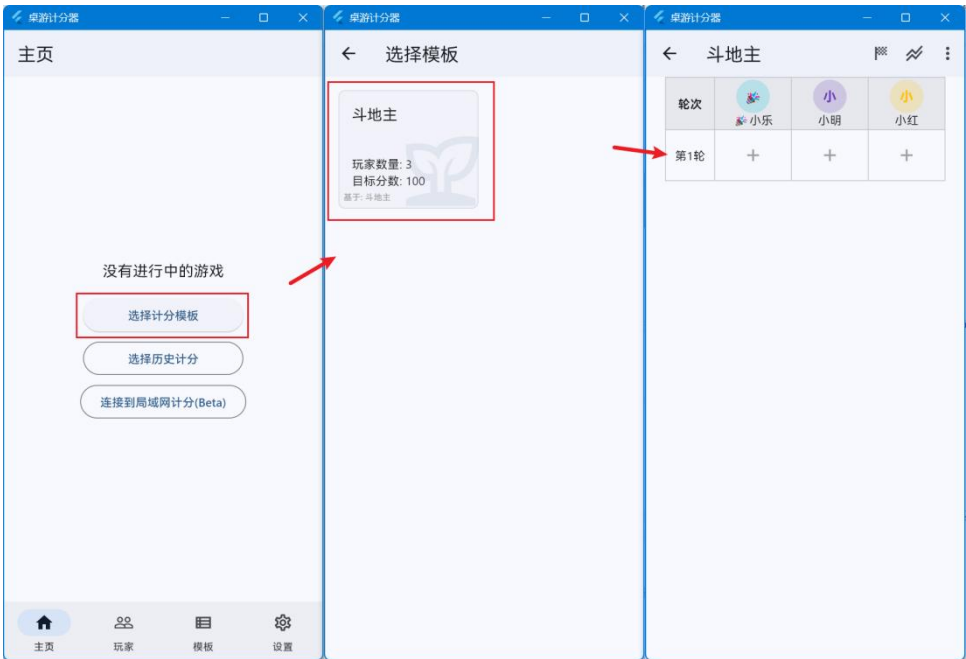 桌游计分器
主页
没有进行中的游戏
选择计分模板
选择历史计分
连接到局域网计分(Beta)
主页 玩家 模板 设置
桌游计分器
选择模板
斗地主
玩家数量: 3
目标分数: 100
基于: 斗地主
桌游计分器
斗地主
轮次 🎉小乐 小 小明 小 小红
第1轮 + + +